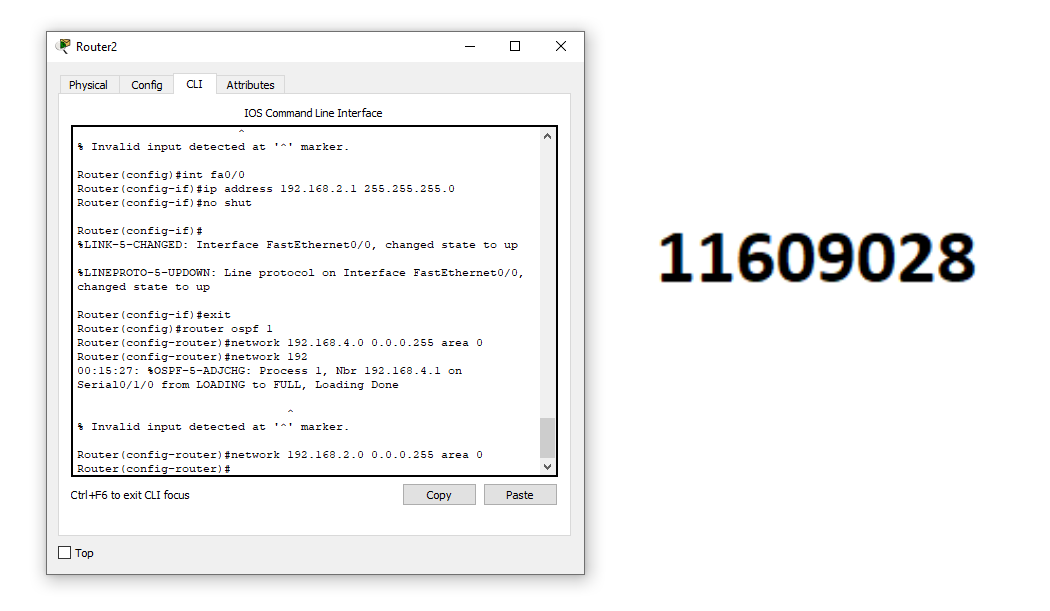 Router2
Physical Config CLI Attributes
IOS Command Line Interface
^
% Invalid input detected at '^' marker.
Router(config)#int fa0/0
Router(config-if)#ip address 192.168.2.1 255.255.255.0
Router(config-if)#no shut
Router(config-if)#
%LINK-5-CHANGED: Interface FastEthernet0/0, changed state to up
%LINEPROTO-5-UPDOWN: Line protocol on Interface FastEthernet0/0,
changed state to up
Router(config-if)#exit
Router(config)#router ospf 1
Router(config-router)#network 192.168.4.0 0.0.0.255 area 0
Router(config-router)#network 192
00:15:27: %OSPF-5-ADJCHG: Process 1, Nbr 192.168.4.1 on
Serial0/1/0 from LOADING to FULL, Loading Done
^
% Invalid input detected at '^' marker.
Router(config-router)#network 192.168.2.0 0.0.0.255 area 0
Router(config-router)#
Ctrl+F6 to exit CLI focus
Copy Paste
Top
11609028